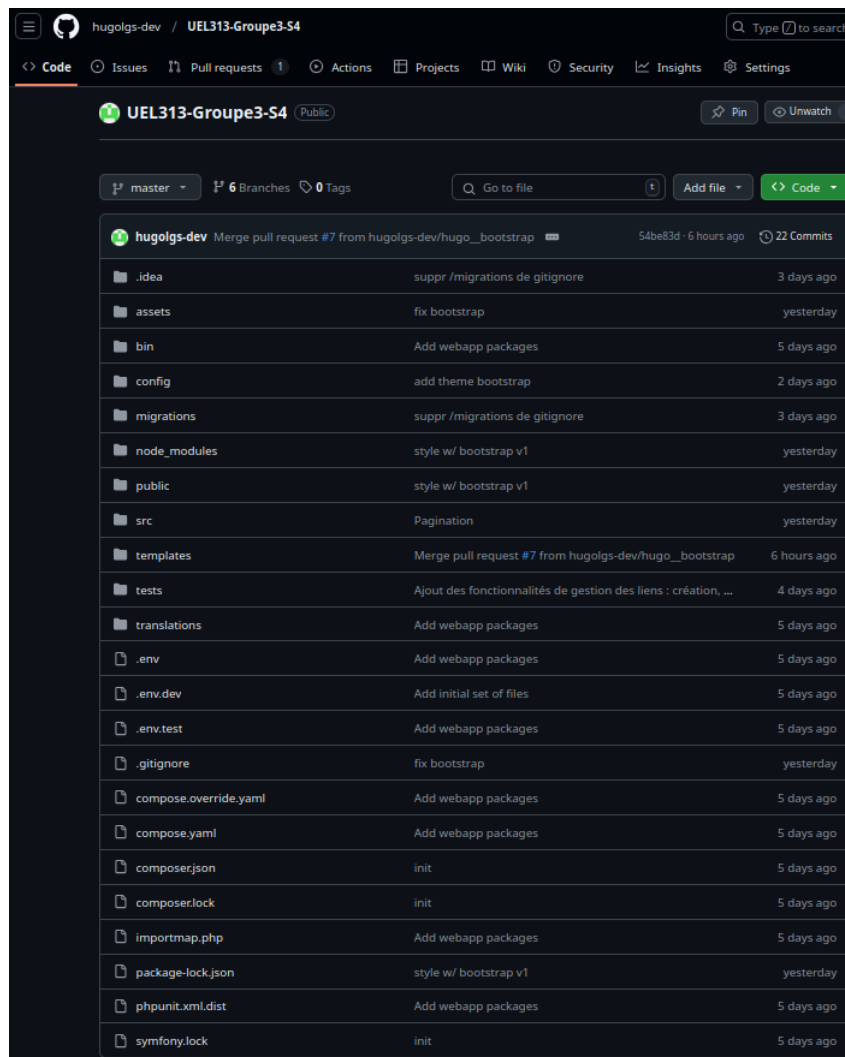 hugolgs-dev / UEL313-Groupe3-S4
Type / to search
Code Issues Pull requests 1 Actions Projects Wiki Security Insights Settings
UEL313-Groupe3-S4 Public Pin Unwatch
master 6 Branches 0 Tags Go to file t Add file Code
hugolgs-dev Merge pull request #7 from hugolgs-dev/hugo__bootstrap 54be83d · 6 hours ago 22 Commits
.idea suppr /migrations de gitignore 3 days ago
assets fix bootstrap yesterday
bin Add webapp packages 5 days ago
config add theme bootstrap 2 days ago
migrations suppr /migrations de gitignore 3 days ago
node_modules style w/ bootstrap v1 yesterday
public style w/ bootstrap v1 yesterday
src Pagination yesterday
templates Merge pull request #7 from hugolgs-dev/hugo__bootstrap 6 hours ago
tests Ajout des fonctionnalités de gestion des liens : création, ... 4 days ago
translations Add webapp packages 5 days ago
.env Add webapp packages 5 days ago
.env.dev Add initial set of files 5 days ago
.env.test Add webapp packages 5 days ago
.gitignore fix bootstrap yesterday
compose.override.yaml Add webapp packages 5 days ago
compose.yaml Add webapp packages 5 days ago
composer.json init 5 days ago
composer.lock init 5 days ago
importmap.php Add webapp packages 5 days ago
package-lock.json style w/ bootstrap v1 yesterday
phpunit.xml.dist Add webapp packages 5 days ago
symfony.lock init 5 days ago